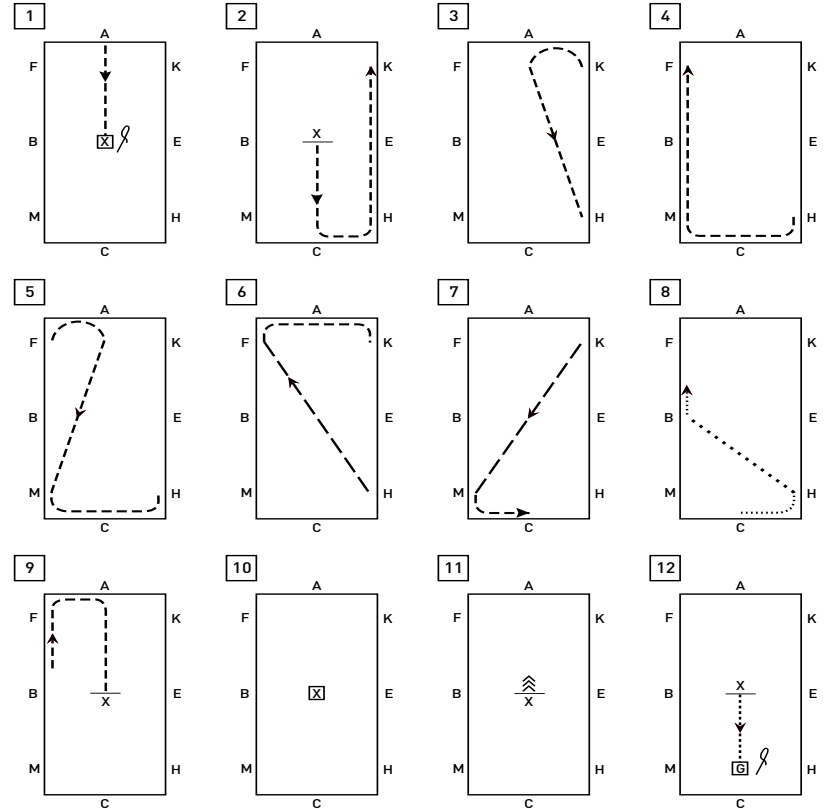 1 2 3 4
A A A A
F K F K F K F K
B X E B X E B E B E
M H M H M H M H
C C C C
5 6 7 8
A A A A
F K F K F K F K
B E B E B E B E
M H M H M H M H
C C C C
9 10 11 12
A A A A
F K F K F K F K
B X E B X E B X E B X E
M H M H M H M G H
C C C C